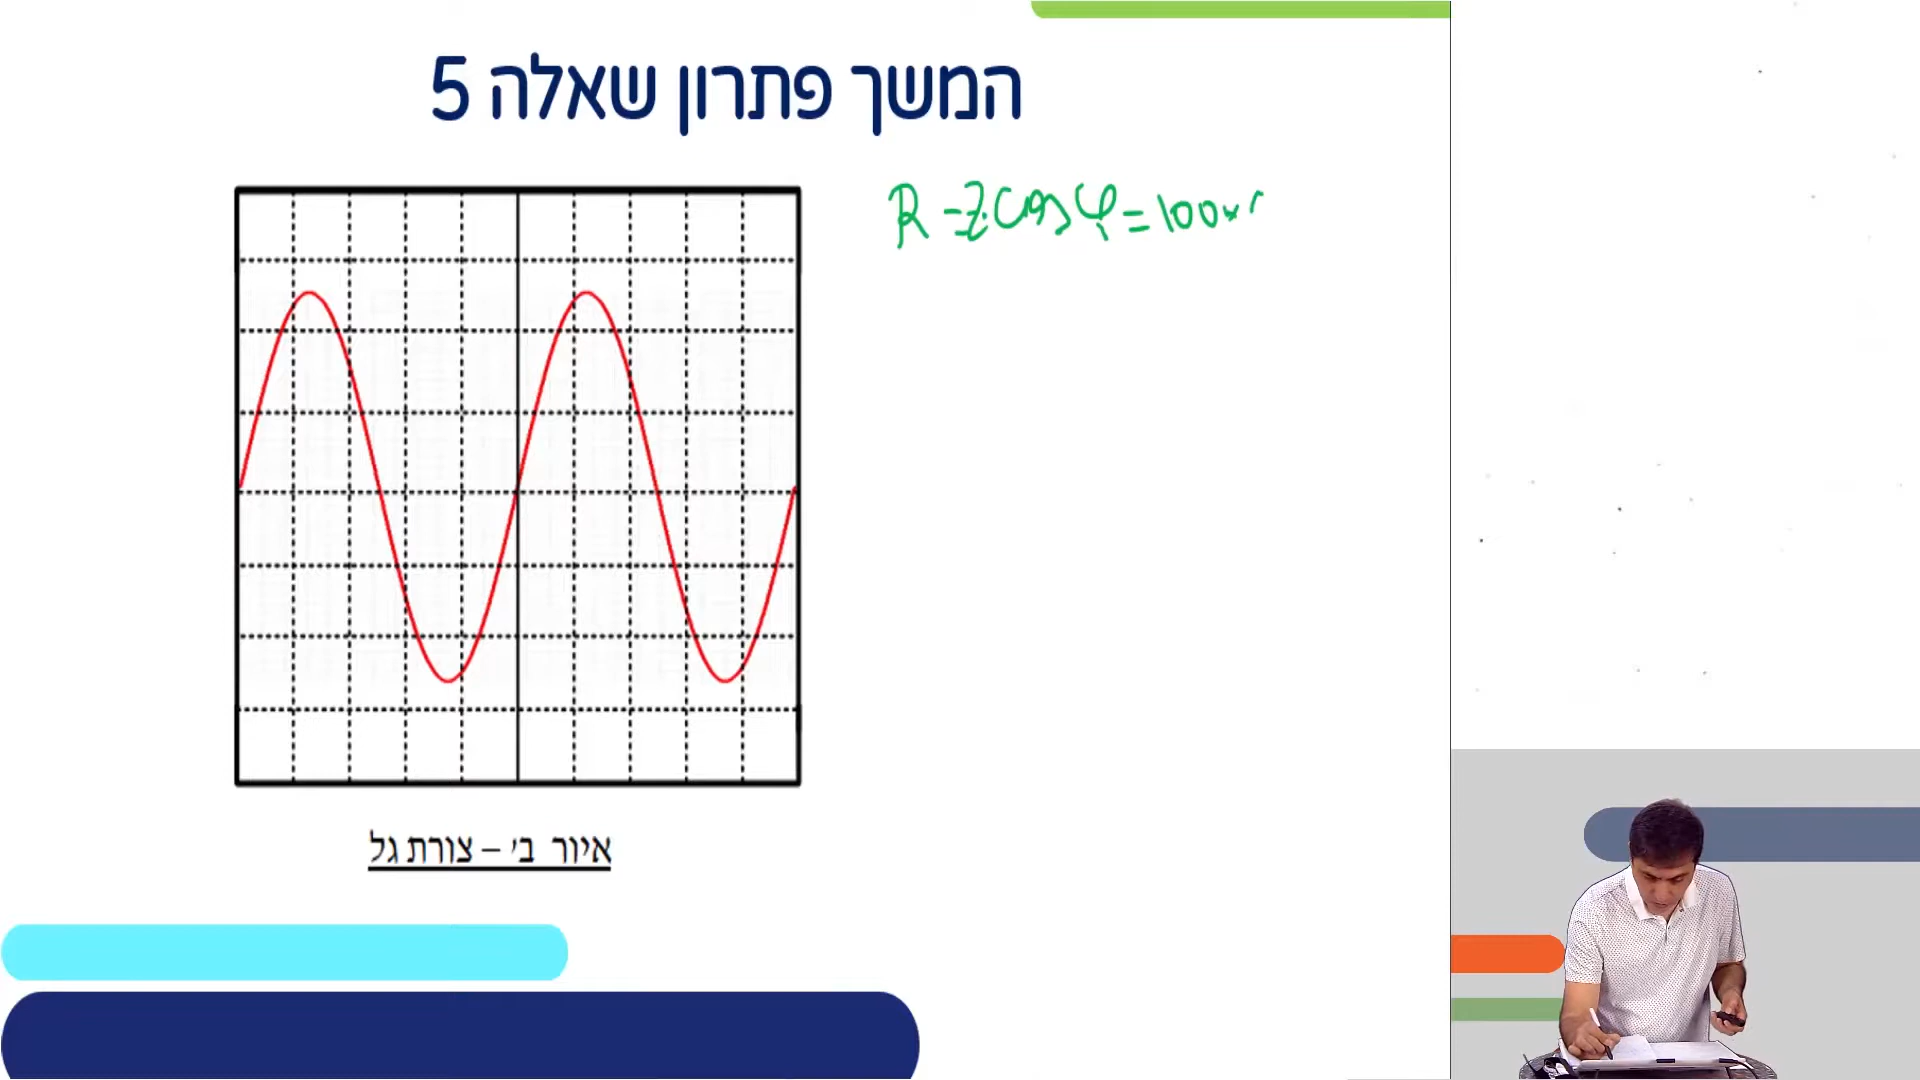 המשך פתרון שאלה 5
R = Z·cosφ = 100×
איור ב׳ – צורת גל